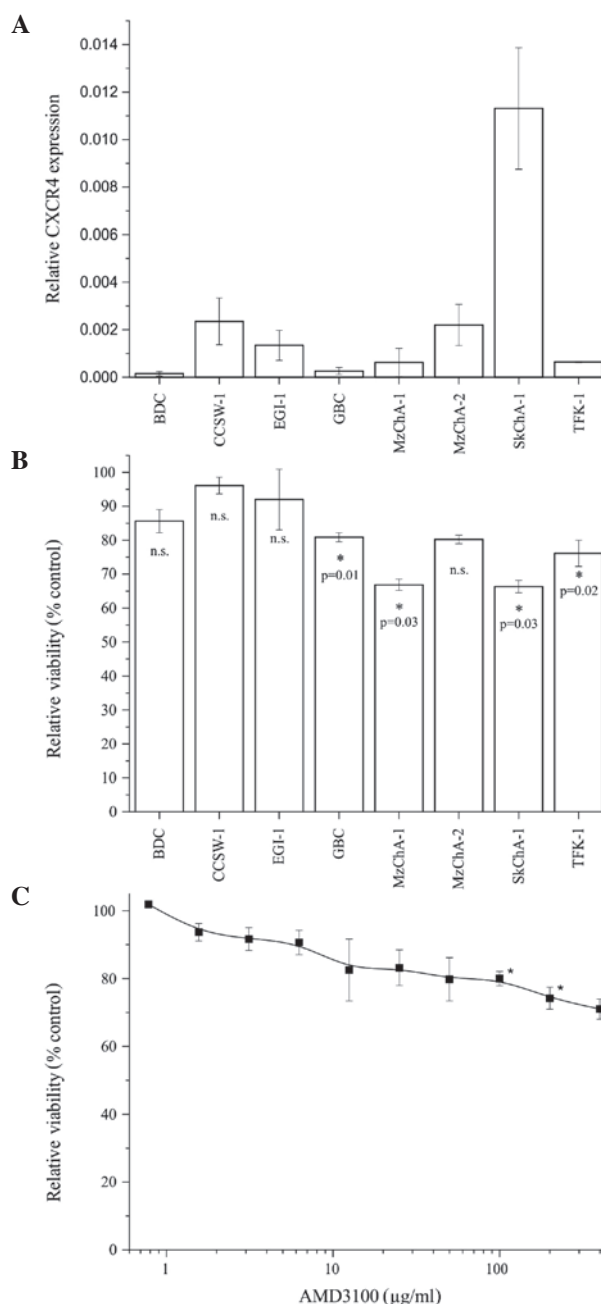 A
Relative CXCR4 expression
0.014
0.012
0.010
0.008
0.006
0.004
0.002
0.000
BDC
CCSW-1
EGI-1
GBC
MzChA-1
MzChA-2
SkChA-1
TFK-1
B
Relative viability (% control)
100
90
80
70
60
50
40
30
20
10
0
n.s.
n.s.
n.s.
*
p=0.01
*
p=0.03
n.s.
*
p=0.03
*
p=0.02
BDC
CCSW-1
EGI-1
GBC
MzChA-1
MzChA-2
SkChA-1
TFK-1
C
Relative viability (% control)
100
80
60
40
20
0
*
*
1
10
100
AMD3100 (µg/ml)